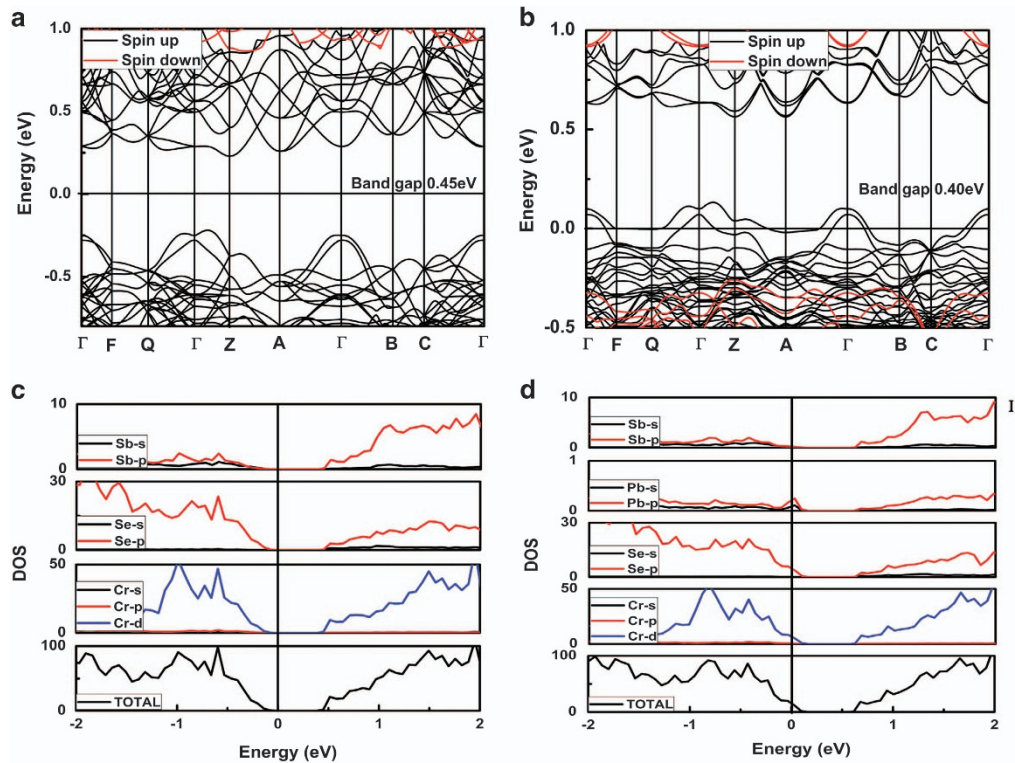 a
1.0
0.5
0.0
-0.5
Energy (eV)
Spin up
Spin down
Band gap 0.45eV
Γ F Q Γ Z A Γ B C Γ
b
1.0
0.5
0.0
-0.5
Energy (eV)
Spin up
Spin down
Band gap 0.40eV
Γ F Q Γ Z A Γ B C Γ
c
DOS
10
0
Sb-s
Sb-p
30
0
Se-s
Se-p
50
0
Cr-s
Cr-p
Cr-d
100
0
TOTAL
-2 -1 0 1 2
Energy (eV)
d
DOS
10
0
Sb-s
Sb-p
1
0
Pb-s
Pb-p
30
0
Se-s
Se-p
50
0
Cr-s
Cr-p
Cr-d
100
0
TOTAL
-2 -1 0 1 2
Energy (eV)
I